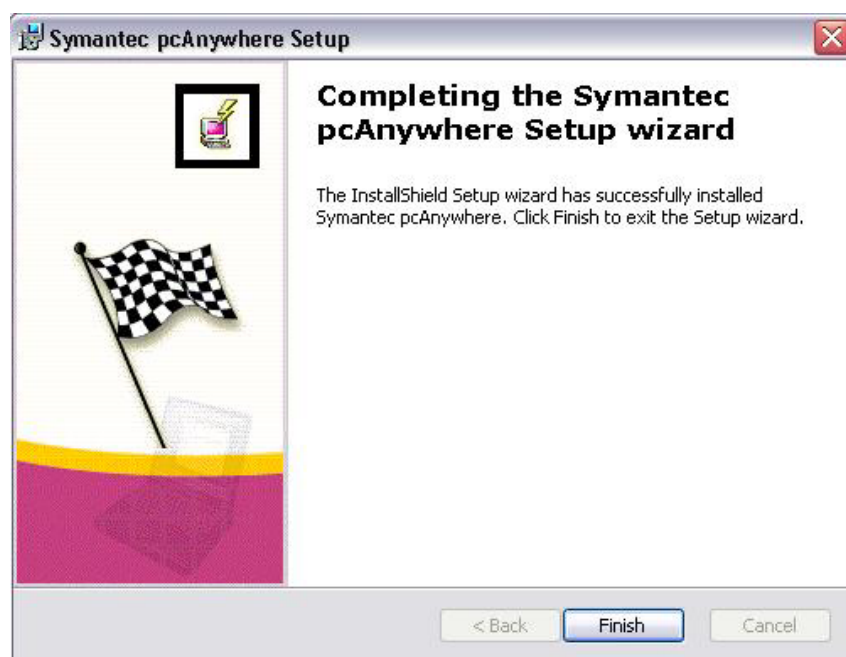 Symantec pcAnywhere Setup
Completing the Symantec
pcAnywhere Setup wizard
The InstallShield Setup wizard has successfully installed
Symantec pcAnywhere. Click Finish to exit the Setup wizard.
< Back Finish Cancel